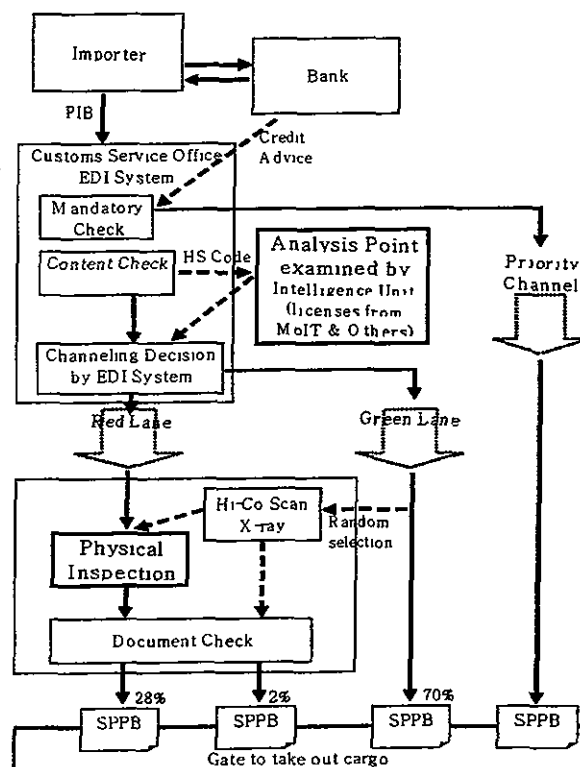 Importer
Bank
PIB
Credit
Advice
Customs Service Office
EDI System
Mandatory
Check
Content Check
HS Code
Analysis Point
examined by
Intelligence Unit
(licenses from
MoIT & Others)
Priority
Channel
Channeling Decision
by EDI System
Red Lane
Green Lane
Hi-Co Scan
X-ray
Random
selection
Physical
Inspection
Document Check
28%
2%
70%
SPPB
SPPB
SPPB
SPPB
Gate to take out cargo